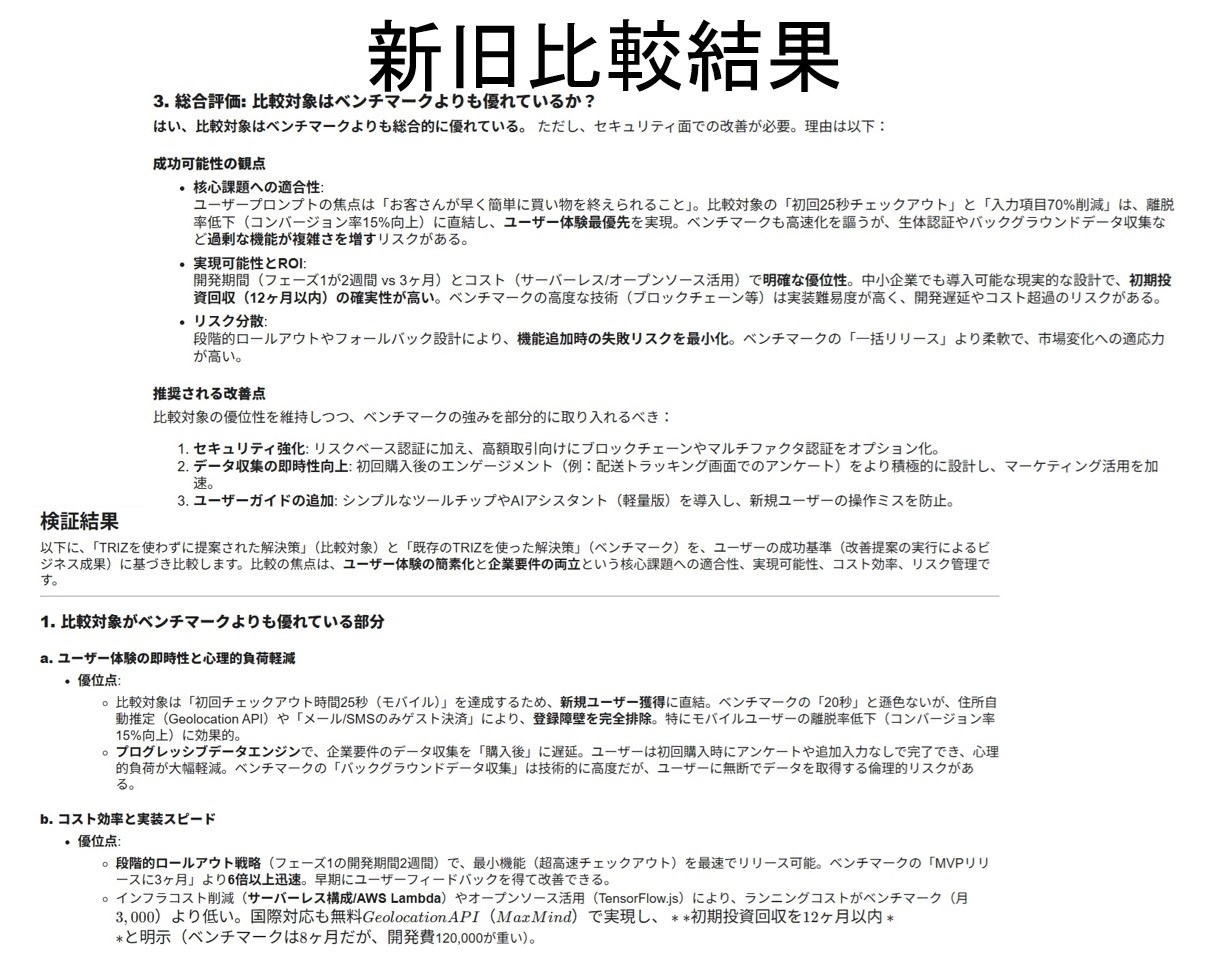 新旧比較結果
3. 総合評価: 比較対象はベンチマークよりも優れているか？
はい、比較対象はベンチマークよりも総合的に優れている。 ただし、セキュリティ面での改善が必要。理由は以下：
成功可能性の観点
• 核心課題への適合性:
ユーザープロンプトの焦点は「お客さんが早く簡単に買い物を終えられること」。比較対象の「初回25秒チェックアウト」と「入力項目70%削減」は、離脱
率低下（コンバージョン率15%向上）に直結し、ユーザー体験最優先を実現。ベンチマークも高速化を謳うが、生体認証やバックグラウンドデータ収集な
ど過剰な機能が複雑さを増すリスクがある。
• 実現可能性とROI:
開発期間（フェーズ1が2週間 vs 3ヶ月）とコスト（サーバーレス/オープンソース活用）で明確な優位性。中小企業でも導入可能な現実的な設計で、初期投
資回収（12ヶ月以内）の確実性が高い。ベンチマークの高度な技術（ブロックチェーン等）は実装難易度が高く、開発遅延やコスト超過のリスクがある。
• リスク分散:
段階的ロールアウトやフォールバック設計により、機能追加時の失敗リスクを最小化。ベンチマークの「一括リリース」より柔軟で、市場変化への適応力
が高い。
推奨される改善点
比較対象の優位性を維持しつつ、ベンチマークの強みを部分的に取り入れるべき：
1. セキュリティ強化: リスクベース認証に加え、高額取引向けにブロックチェーンやマルチファクタ認証をオプション化。
2. データ収集の即時性向上: 初回購入後のエンゲージメント（例：配送トラッキング画面でのアンケート）をより積極的に設計し、マーケティング活用を加
速。
3. ユーザーガイドの追加: シンプルなツールチップやAIアシスタント（軽量版）を導入し、新規ユーザーの操作ミスを防止。
検証結果
以下に、「TRIZを使わずに提案された解決策」（比較対象）と「既存のTRIZを使った解決策」（ベンチマーク）を、ユーザーの成功基準（改善提案の実行によるビ
ジネス成果）に基づき比較します。比較の焦点は、ユーザー体験の簡素化と企業要件の両立という核心課題への適合性、実現可能性、コスト効率、リスク管理で
す。
1. 比較対象がベンチマークよりも優れている部分
a. ユーザー体験の即時性と心理的負荷軽減
• 優位点:
○ 比較対象は「初回チェックアウト時間25秒（モバイル）」を達成するため、新規ユーザー獲得に直結。ベンチマークの「20秒」と遜色ないが、住所自
動推定（Geolocation API）や「メール/SMSのみゲスト決済」により、登録障壁を完全排除。特にモバイルユーザーの離脱率低下（コンバージョン率
15%向上）に効果的。
○ プログレッシブデータエンジンで、企業要件のデータ収集を「購入後」に遅延。ユーザーは初回購入時にアンケートや追加入力なしで完了でき、心理
的負荷が大幅軽減。ベンチマークの「バックグラウンドデータ収集」は技術的に高度だが、ユーザーに無断でデータを取得する倫理的リスクがあ
る。
b. コスト効率と実装スピード
• 優位点:
○ 段階的ロールアウト戦略（フェーズ1の開発期間2週間）で、最小機能（超高速チェックアウト）を最速でリリース可能。ベンチマークの「MVPリリ
ースに3ヶ月」より6倍以上迅速。早期にユーザーフィードバックを得て改善できる。
○ インフラコスト削減（サーバーレス構成/AWS Lambda）やオープンソース活用（TensorFlow.js）により、ランニングコストがベンチマーク（月
3,000）より低い。国際対応も無料GeolocationAPI（MaxMind）で実現し、**初期投資回収を12ヶ月以内*
*と明示（ベンチマークは8ヶ月だが、開発費120,000が重い）。